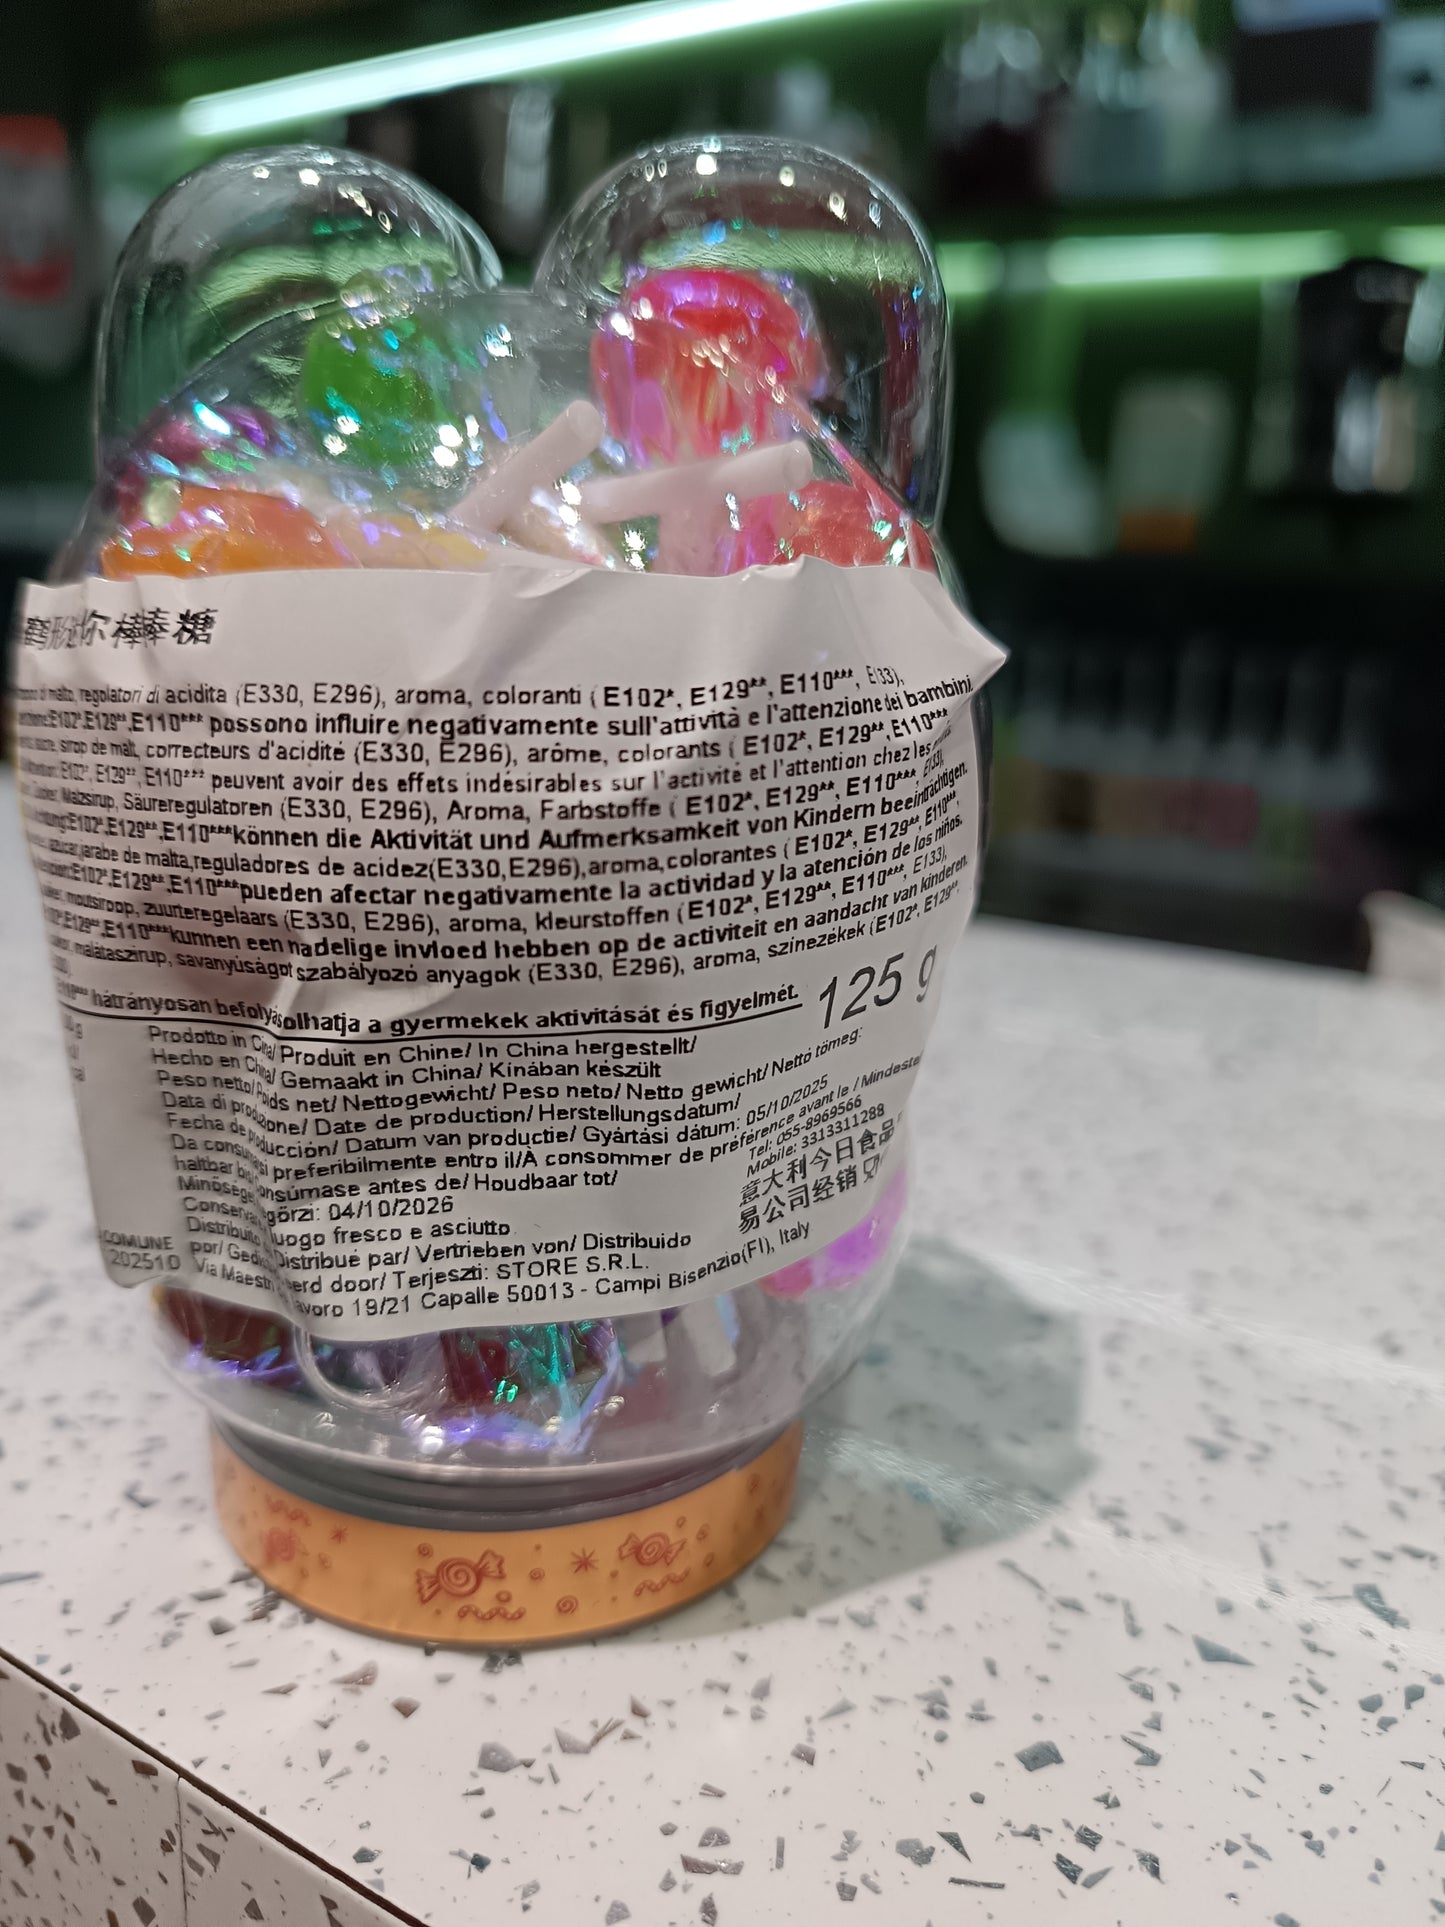 你棒棒糖
regolatori di acidita (E330, E296), aroma, coloranti ( E102*, E129**, E110***, E133),
E102*,E129**,E110*** possono influire negativamente sull'attività e l'attenzione dei bambini.
sirop de malt, correcteurs d'acidité (E330, E296), aróme, colorants ( E102*, E129**,E110***
E102*, E129**, E110*** peuvent avoir des effets indésirables sur l'activité et l'attention chez les
Malzsirup, Säureregulatoren (E330, E296), Aroma, Farbstoffe ( E102*, E129**, E110***, E133),
E102*,E129**,E110***können die Aktivität und Aufmerksamkeit von Kindern beeinträchtigen.
jarabe de malta,reguladores de acidez(E330,E296),aroma,colorantes ( E102*, E129**, E110***,
E102*,E129**,E110***pueden afectar negativamente la actividad y la atención de los niños.
moutsiroop, zuurteregelaars (E330, E296), aroma, kleurstoffen (E102*, E129**, E110***, E133),
E129**,E110***kunnen een nadelige invloed hebben op de activiteit en aandacht van kinderen.
malátaszirup, savanyúságot szabályozó anyagok (E330, E296), aroma, szinezékek (E102*, E129**,
hátrányosan befolyásolhatja a gyermekek aktivitását és figyelmét.
125 g
Prodotto in Cina/ Produit en Chine/ In China hergestellt/
Hecho en China/ Gemaakt in China/ Kínában készült
Peso netto/ Poids net/ Nettogewicht/ Peso neto/ Netto gewicht/ Nettó tömeg:
Data di produzione/ Date de production/ Herstellungsdatum/
Fecha de producción/ Datum van productie/ Gyártási dátum: 05/10/2025
Da consumarsi preferibilmente entro il/À consommer de préférence avant le / Mindestens
haltbar bis consúmase antes de/ Houdbaar tot/
Minőségét megőrzi: 04/10/2026
luogo fresco e asciutto
Distribuito Distribué par/ Vertrieben von/ Distribuido
por/ door/ Terjeszti: STORE S.R.L.
Via Maestri lavoro 19/21 Capalle 50013 - Campi Bisenzio(FI), Italy
Tel: 055-8969566
Mobile: 3313311288
意大利今日食品
易公司经销
COMUNE
202510